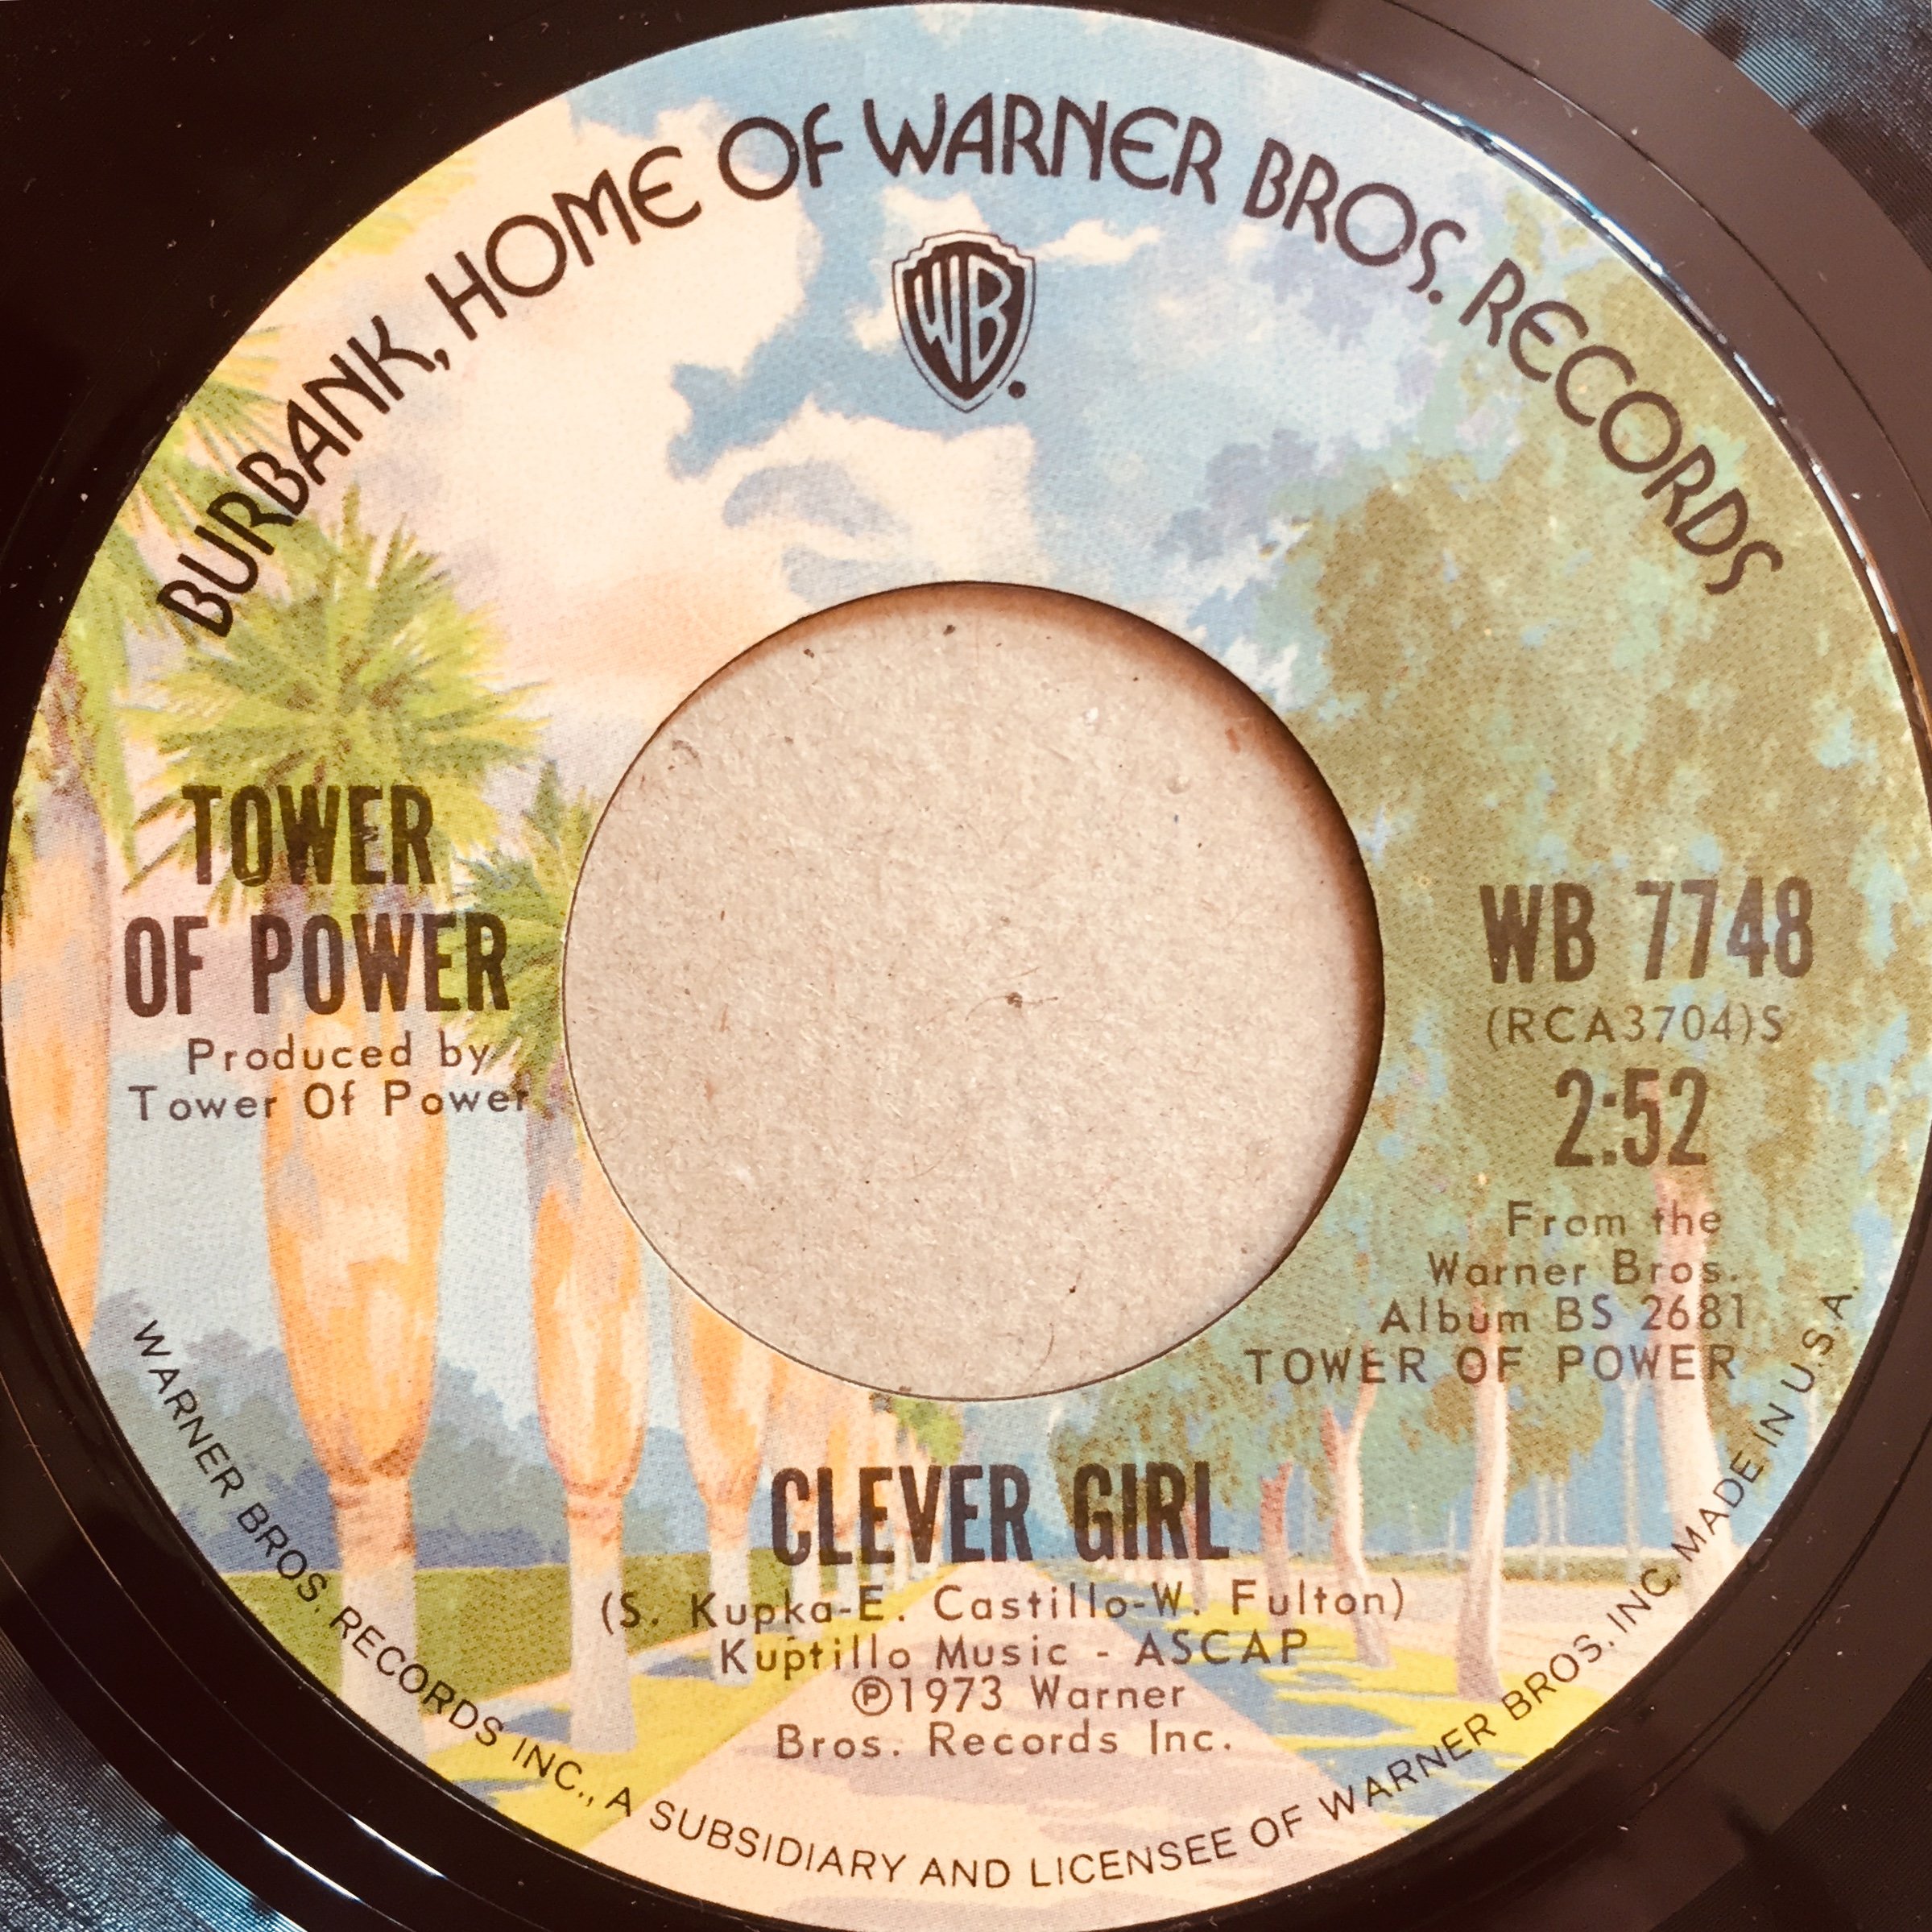 BURBANK, HOME OF WARNER BROS. RECORDS
WB
TOWER
OF POWER
Produced by
Tower Of Power
WB 7748
(RCA3704)S
2:52
From the
Warner Bros.
Album BS 2681
TOWER OF POWER
CLEVER GIRL
(S. Kupka-E. Castillo-W. Fulton)
Kuptillo Music - ASCAP
℗1973 Warner
Bros. Records Inc.
WARNER BROS. RECORDS INC., A SUBSIDIARY AND LICENSEE OF WARNER BROS. INC. MADE IN U.S.A.